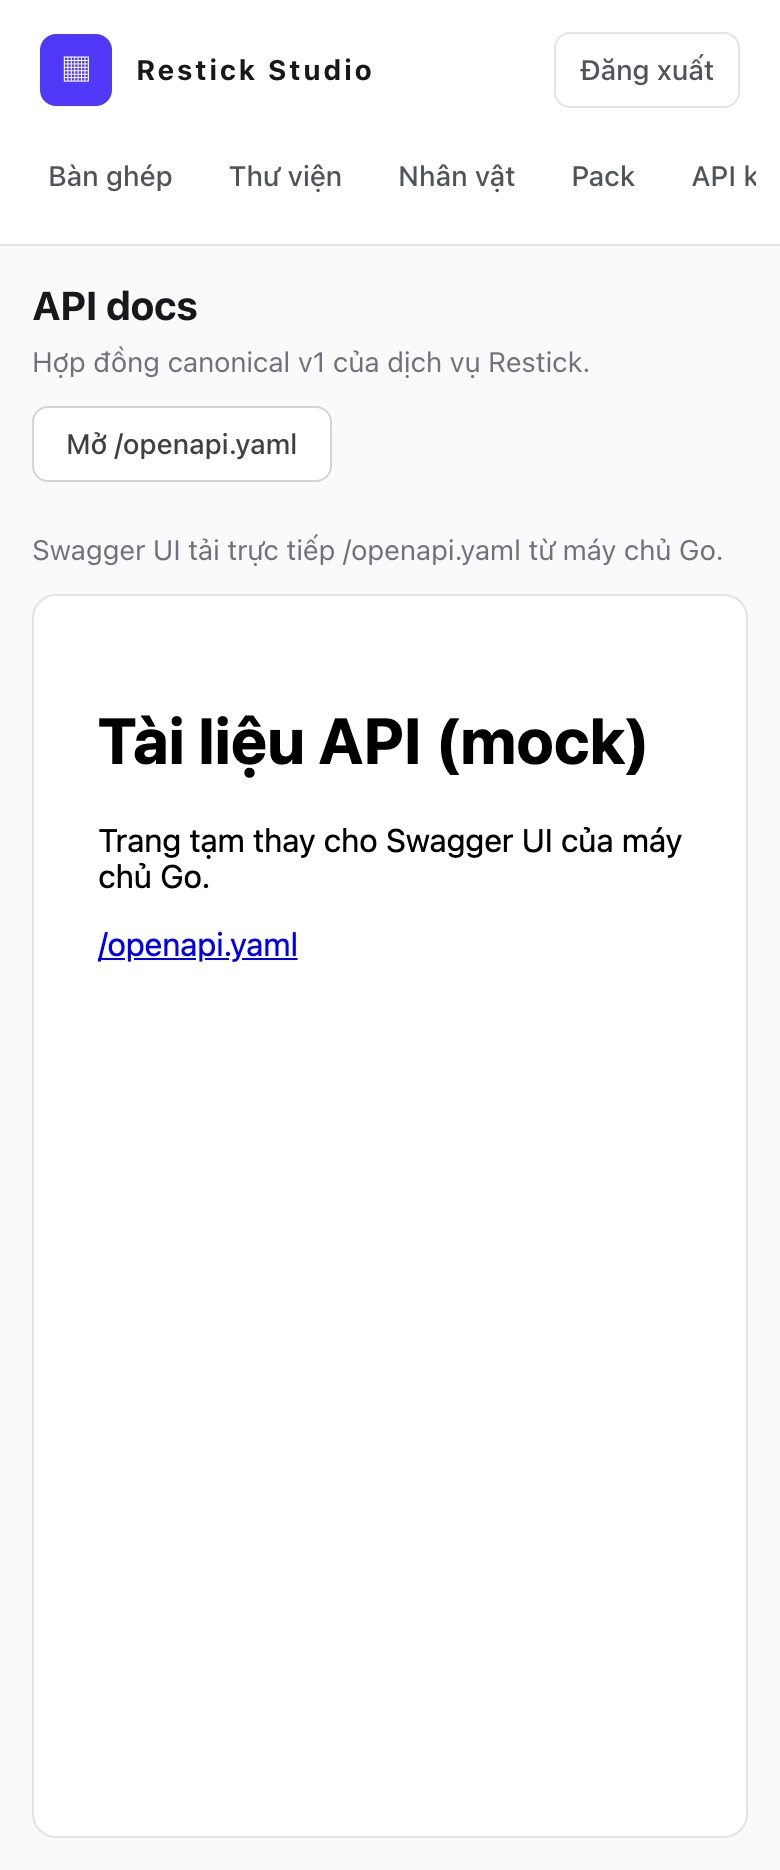 Restick Studio
Đăng xuất
Bàn ghép Thư viện Nhân vật Pack API k
API docs
Hợp đồng canonical v1 của dịch vụ Restick.
Mở /openapi.yaml
Swagger UI tải trực tiếp /openapi.yaml từ máy chủ Go.
Tài liệu API (mock)
Trang tạm thay cho Swagger UI của máy
chủ Go.
/openapi.yaml